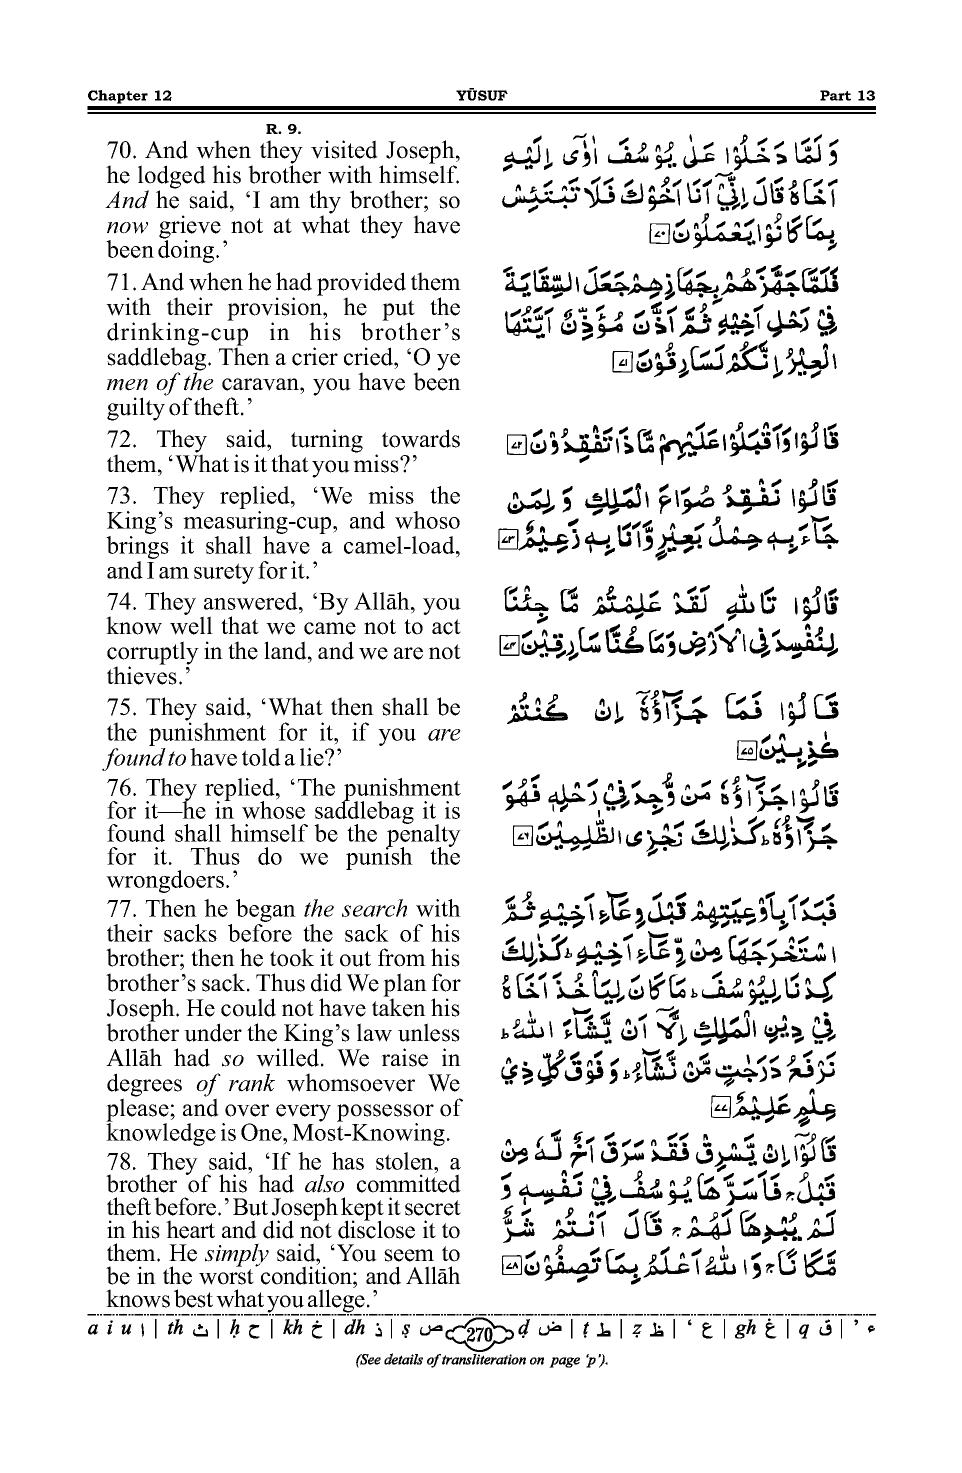 Chapter 12 YŪSUF Part 13
R. 9.
70. And when they visited Joseph,
he lodged his brother with himself.
And he said, ‘I am thy brother; so
now grieve not at what they have
been doing.’
71. And when he had provided them
with their provision, he put the
drinking-cup in his brother’s
saddlebag. Then a crier cried, ‘O ye
men of the caravan, you have been
guilty of theft.’
72. They said, turning towards
them, ‘What is it that you miss?’
73. They replied, ‘We miss the
King’s measuring-cup, and whoso
brings it shall have a camel-load,
and I am surety for it.’
74. They answered, ‘By Allāh, you
know well that we came not to act
corruptly in the land, and we are not
thieves.’
75. They said, ‘What then shall be
the punishment for it, if you are
found to have told a lie?’
76. They replied, ‘The punishment
for it—he in whose saddlebag it is
found shall himself be the penalty
for it. Thus do we punish the
wrongdoers.’
77. Then he began the search with
their sacks before the sack of his
brother; then he took it out from his
brother’s sack. Thus did We plan for
Joseph. He could not have taken his
brother under the King’s law unless
Allāh had so willed. We raise in
degrees of rank whomsoever We
please; and over every possessor of
knowledge is One, Most-Knowing.
78. They said, ‘If he has stolen, a
brother of his had also committed
theft before.’ But Joseph kept it secret
in his heart and did not disclose it to
them. He simply said, ‘You seem to
be in the worst condition; and Allāh
knows best what you allege.’
وَلَمَّا دَخَلُوْا عَلٰى يُوْسُفَ اٰوٰۤى اِلَيْهِ
اَخَاهُ قَالَ اِنِّيْۤ اَنَا اَخُوْكَ فَلَا تَبْتَئِسْ
بِمَا كَانُوْا يَعْمَلُوْنَ ۷۰
فَلَمَّا جَهَّزَهُمْ بِجَهَازِهِمْ جَعَلَ السِّقَايَةَ
فِيْ رَحْلِ اَخِيْهِ ثُمَّ اَذَّنَ مُؤَذِّنٌ اَيَّتُهَا
الْعِيْرُ اِنَّكُمْ لَسَارِقُوْنَ ۷۱
قَالُوْا وَاَقْبَلُوْا عَلَيْهِمْ مَّا ذَا تَفْقِدُوْنَ ۷۲
قَالُوْا نَفْقِدُ صُوَاعَ الْمَلِكِ وَ لِمَنْ
جَآءَ بِهٖ حِمْلُ بَعِيْرٍ وَّاَنَا بِهٖ زَعِيْمٌ ۷۳
قَالُوْا تَاللّٰهِ لَقَدْ عَلِمْتُمْ مَّا جِئْنَا
لِنُفْسِدَ فِى الْاَرْضِ وَمَا كُنَّا سَارِقِيْنَ ۷۴
قَالُوْا فَمَا جَزَآؤُهٗۤ اِنْ كُنْتُمْ
كٰذِبِيْنَ ۷۵
قَالُوْا جَزَآؤُهٗ مَنْ وُّجِدَ فِيْ رَحْلِهٖ فَهُوَ
جَزَآؤُهٗ ؕ كَذٰلِكَ نَجْزِى الظّٰلِمِيْنَ ۷۶
فَبَدَاَ بِاَوْعِيَتِهِمْ قَبْلَ وِعَآءِ اَخِيْهِ ثُمَّ
اسْتَخْرَجَهَا مِنْ وِّعَآءِ اَخِيْهِ ؕ كَذٰلِكَ
كِدْنَا لِيُوْسُفَ ؕ مَا كَانَ لِيَاْخُذَ اَخَاهُ
فِيْ دِيْنِ الْمَلِكِ اِلَّاۤ اَنْ يَّشَآءَ اللّٰهُ ؕ
نَرْفَعُ دَرَجٰتٍ مَّنْ نَّشَآءُ ؕ وَ فَوْقَ كُلِّ ذِيْ
عِلْمٍ عَلِيْمٌ ۷۷
قَالُوْۤا اِنْ يَّسْرِقْ فَقَدْ سَرَقَ اَخٌ لَّهٗ مِنْ
قَبْلُ ۚ فَاَسَرَّهَا يُوْسُفُ فِيْ نَفْسِهٖ وَ
لَمْ يُبْدِهَا لَهُمْ ۚ قَالَ اَنْتُمْ شَرٌّ
مَّكَانًا ۚ وَاللّٰهُ اَعْلَمُ بِمَا تَصِفُوْنَ ۷۸
a i u ا | th ث | ḥ ح | kh خ | dh ذ | ṣ ص 270 ḍ ض | ṭ ط | ẓ ظ | ‘ ع | gh غ | q ق | ’ ء
(See details of transliteration on page ‘p’).